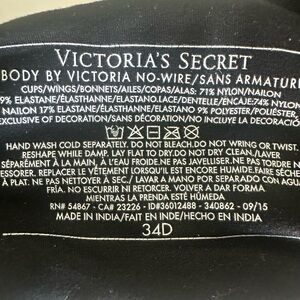 VICTORIA'S SECRET
BODY BY VICTORIA NO-WIRE/SANS ARMATUR
CUPS/WINGS/BONNETS/AILES/COPAS/ALAS: 71% NYLON/NAILON
9% ELASTANE/ÉLASTHANNE/ELASTANO.LACE/DENTELLE/ENCAJE:74% NYLON
NAILON 17% ELASTANE/ÉLASTHANNE/ELASTANO 9% POLYESTER/POLIÉSTER
EXCLUSIVE OF DECORATION/SANS DÉCORATION/NO INCLUYE LA DECORACIÓ
HAND WASH COLD SEPARATELY. DO NOT BLEACH.DO NOT WRING OR TWIST.
RESHAPE WHILE DAMP. LAY FLAT TO DRY.DO NOT DRY CLEAN./LAVER
SÉPARÉMENT À LA MAIN, À L'EAU FROIDE.NE PAS JAVELLISER.NE PAS TORDRE
ESSORER. REPLACER LE VÊTEMENT LORSQU'IL EST ENCORE HUMIDE.FAIRE SÉCHE
À PLAT. NE PAS NETTOYER À SEC./ LAVAR A MANO POR SEPARADO CON AGUA
FRÍA. NO ESCURRIR NI RETORCER. VOLVER A DAR FORMA
MIENTRAS LA PRENDA ESTÉ HÚMEDA
RN# 54867 - CA# 23226 - ID#36012488 - 340862 - 09/15
MADE IN INDIA/FAIT EN INDE/HECHO EN INDIA
34D